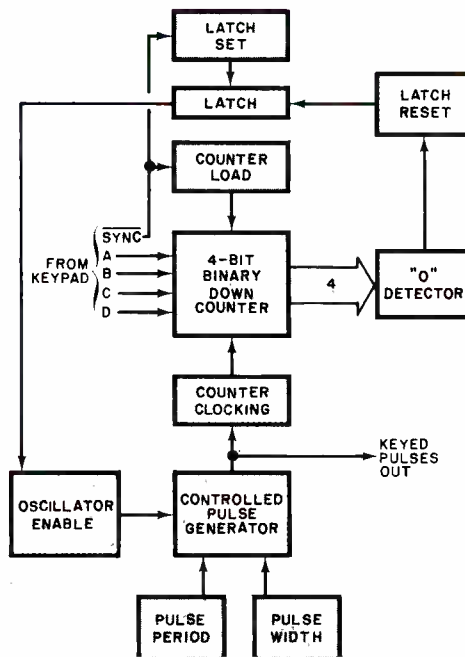 LATCH
SET
LATCH
LATCH
RESET
COUNTER
LOAD
SYNC
FROM
KEYPAD
A
B
C
D
4-BIT
BINARY
DOWN
COUNTER
4
"O"
DETECTOR
COUNTER
CLOCKING
KEYED
PULSES
OUT
OSCILLATOR
ENABLE
CONTROLLED
PULSE
GENERATOR
PULSE
PERIOD
PULSE
WIDTH